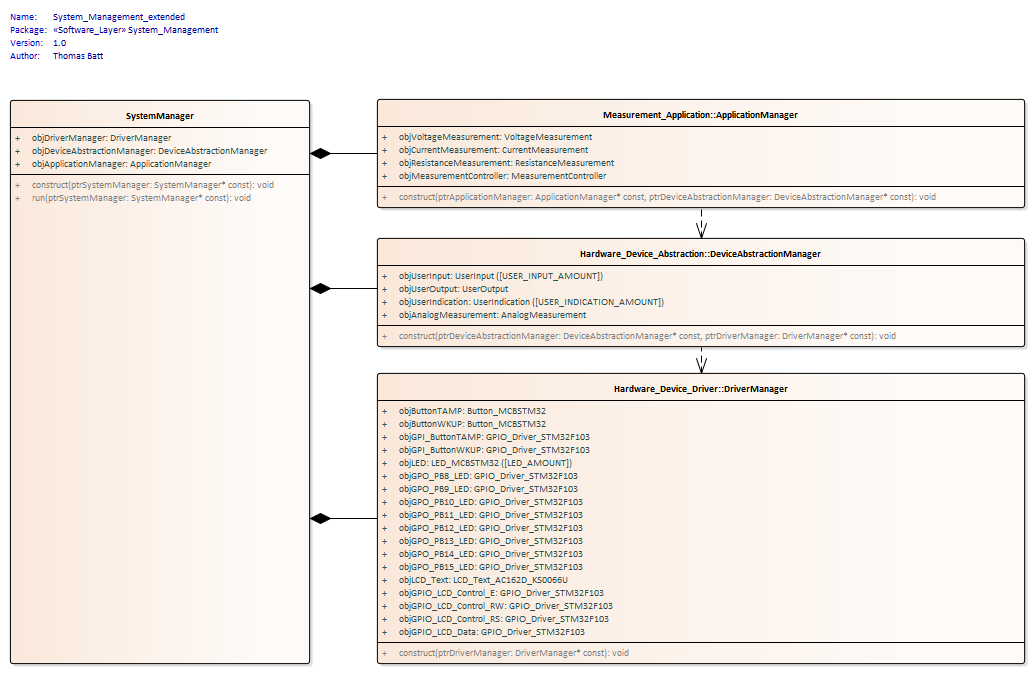 Name: System_Management_extended
Package: «Software_Layer» System_Management
Version: 1.0
Author: Thomas Batt
SystemManager
+ objDriverManager: DriverManager
+ objDeviceAbstractionManager: DeviceAbstractionManager
+ objApplicationManager: ApplicationManager
+ construct(ptrSystemManager: SystemManager* const): void
+ run(ptrSystemManager: SystemManager* const): void
Measurement_Application::ApplicationManager
+ objVoltageMeasurement: VoltageMeasurement
+ objCurrentMeasurement: CurrentMeasurement
+ objResistanceMeasurement: ResistanceMeasurement
+ objMeasurementController: MeasurementController
+ construct(ptrApplicationManager: ApplicationManager* const, ptrDeviceAbstractionManager: DeviceAbstractionManager* const): void
Hardware_Device_Abstraction::DeviceAbstractionManager
+ objUserInput: UserInput ([USER_INPUT_AMOUNT])
+ objUserOutput: UserOutput
+ objUserIndication: UserIndication ([USER_INDICATION_AMOUNT])
+ objAnalogMeasurement: AnalogMeasurement
+ construct(ptrDeviceAbstractionManager: DeviceAbstractionManager* const, ptrDriverManager: DriverManager* const): void
Hardware_Device_Driver::DriverManager
+ objButtonTAMP: Button_MCBSTM32
+ objButtonWKUP: Button_MCBSTM32
+ objGPI_ButtonTAMP: GPIO_Driver_STM32F103
+ objGPI_ButtonWKUP: GPIO_Driver_STM32F103
+ objLED: LED_MCBSTM32 ([LED_AMOUNT])
+ objGPO_PB8_LED: GPIO_Driver_STM32F103
+ objGPO_PB9_LED: GPIO_Driver_STM32F103
+ objGPO_PB10_LED: GPIO_Driver_STM32F103
+ objGPO_PB11_LED: GPIO_Driver_STM32F103
+ objGPO_PB12_LED: GPIO_Driver_STM32F103
+ objGPO_PB13_LED: GPIO_Driver_STM32F103
+ objGPO_PB14_LED: GPIO_Driver_STM32F103
+ objGPO_PB15_LED: GPIO_Driver_STM32F103
+ objLCD_Text: LCD_Text_AC162D_KS0066U
+ objGPIO_LCD_Control_E: GPIO_Driver_STM32F103
+ objGPIO_LCD_Control_RW: GPIO_Driver_STM32F103
+ objGPIO_LCD_Control_RS: GPIO_Driver_STM32F103
+ objGPIO_LCD_Data: GPIO_Driver_STM32F103
+ construct(ptrDriverManager: DriverManager* const): void